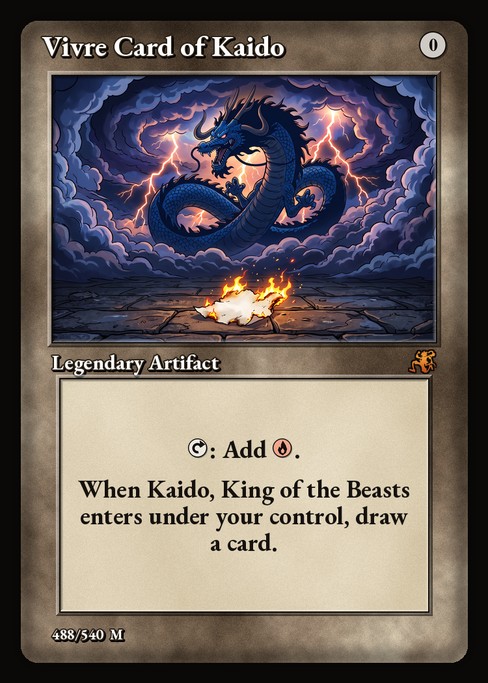 Vivre Card of Kaido 0
Legendary Artifact
: Add .
When Kaido, King of the Beasts
enters under your control, draw
a card.
488/540 M